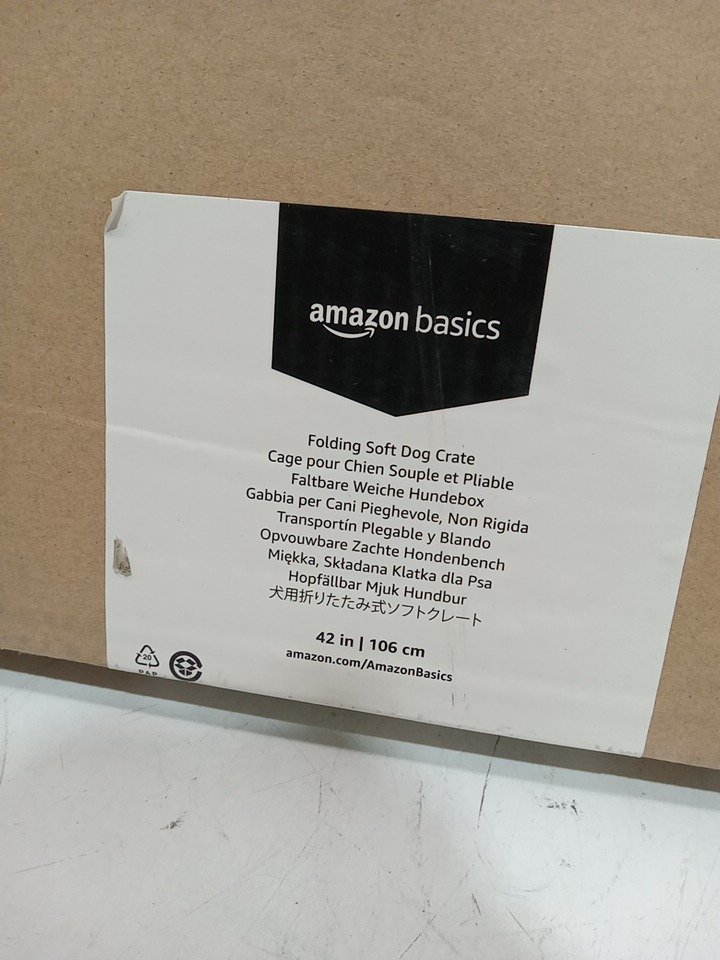 amazon basics
Folding Soft Dog Crate
Cage pour Chien Souple et Pliable
Faltbare Weiche Hundebox
Gabbia per Cani Pieghevole, Non Rigida
Transportín Plegable y Blando
Opvouwbare Zachte Hondenbench
Miękka, Składana Klatka dla Psa
Hopfällbar Mjuk Hundbur
犬用折りたたみ式ソフトクレート
42 in | 106 cm
amazon.com/AmazonBasics
20
PAP